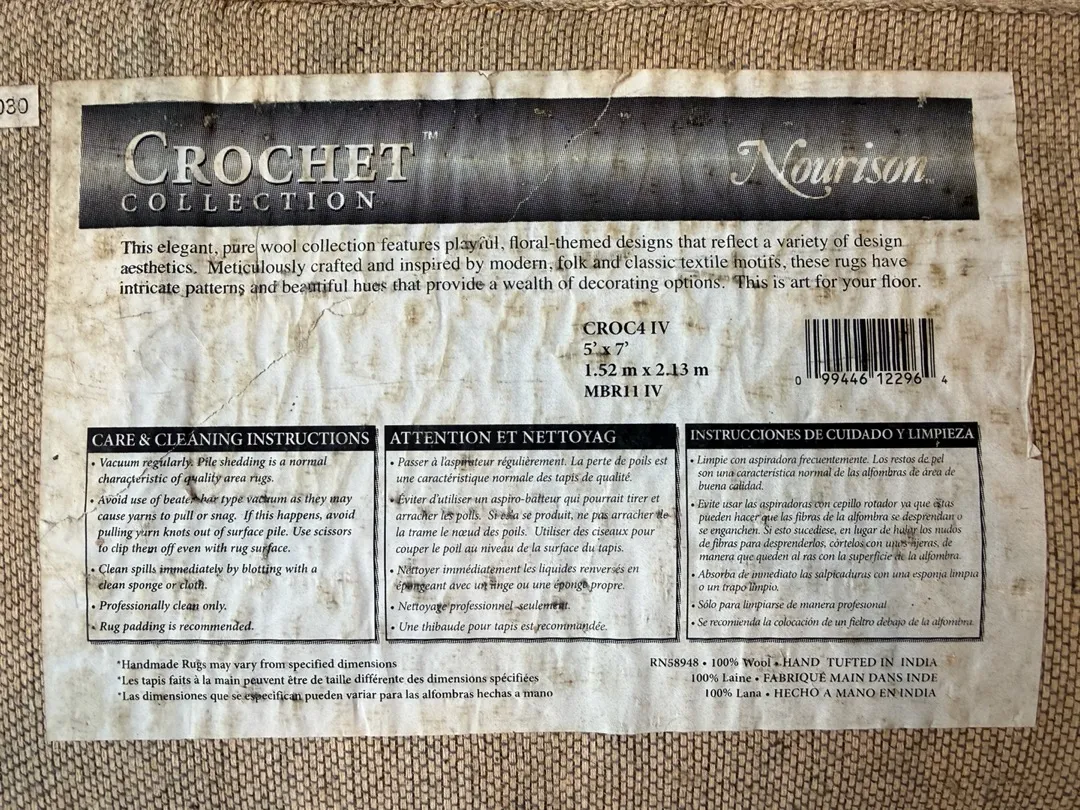 030
CROCHET™
COLLECTION
Nourison™
This elegant, pure wool collection features playful, floral-themed designs that reflect a variety of design
aesthetics. Meticulously crafted and inspired by modern, folk and classic textile motifs, these rugs have
intricate patterns and beautiful hues that provide a wealth of decorating options. This is art for your floor.
CROC4 IV
5' x 7'
1.52 m x 2.13 m
MBR11 IV
0 99446 12296 4
CARE & CLEANING INSTRUCTIONS
• Vacuum regularly. Pile shedding is a normal
characteristic of quality area rugs.
• Avoid use of beater-bar type vacuum as they may
cause yarns to pull or snag. If this happens, avoid
pulling yarn knots out of surface pile. Use scissors
to clip them off even with rug surface.
• Clean spills immediately by blotting with a
clean sponge or cloth.
• Professionally clean only.
• Rug padding is recommended.
ATTENTION ET NETTOYAG
• Passer à l'aspirateur régulièrement. La perte de poils est
une caractéristique normale des tapis de qualité.
• Éviter d'utiliser un aspiro-batteur qui pourrait tirer et
arracher les poils. Si cela se produit, ne pas arracher de
la trame le nœud des poils. Utiliser des ciseaux pour
couper le poil au niveau de la surface du tapis.
• Nettoyer immédiatement les liquides renversés en
épongeant avec un linge ou une éponge propre.
• Nettoyage professionnel seulement.
• Une thibaude pour tapis est recommandée.
INSTRUCCIONES DE CUIDADO Y LIMPIEZA
• Limpie con aspiradora frecuentemente. Los restos de pel
son una característica normal de las alfombras de área de
buena calidad.
• Evite usar las aspiradoras con cepillo rotador ya que éstas
pueden hacer que las fibras de la alfombra se desprendan o
se enganchen. Si esto sucediese, en lugar de halar los nudos
de fibras para desprenderlos, córtelos con unas tijeras, de
manera que queden al ras con la superficie de la alfombra.
• Absorba de inmediato las salpicaduras con una esponja limpia
o un trapo limpio.
• Sólo para limpiarse de manera profesional
• Se recomienda la colocación de un fieltro debajo de la alfombra.
*Handmade Rugs may vary from specified dimensions
*Les tapis faits à la main peuvent être de taille différente des dimensions spécifiées
*Las dimensiones que se especifican pueden variar para las alfombras hechas a mano
RN58948 • 100% Wool • HAND TUFTED IN INDIA
100% Laine • FABRIQUÉ MAIN DANS INDE
100% Lana • HECHO A MANO EN INDIA